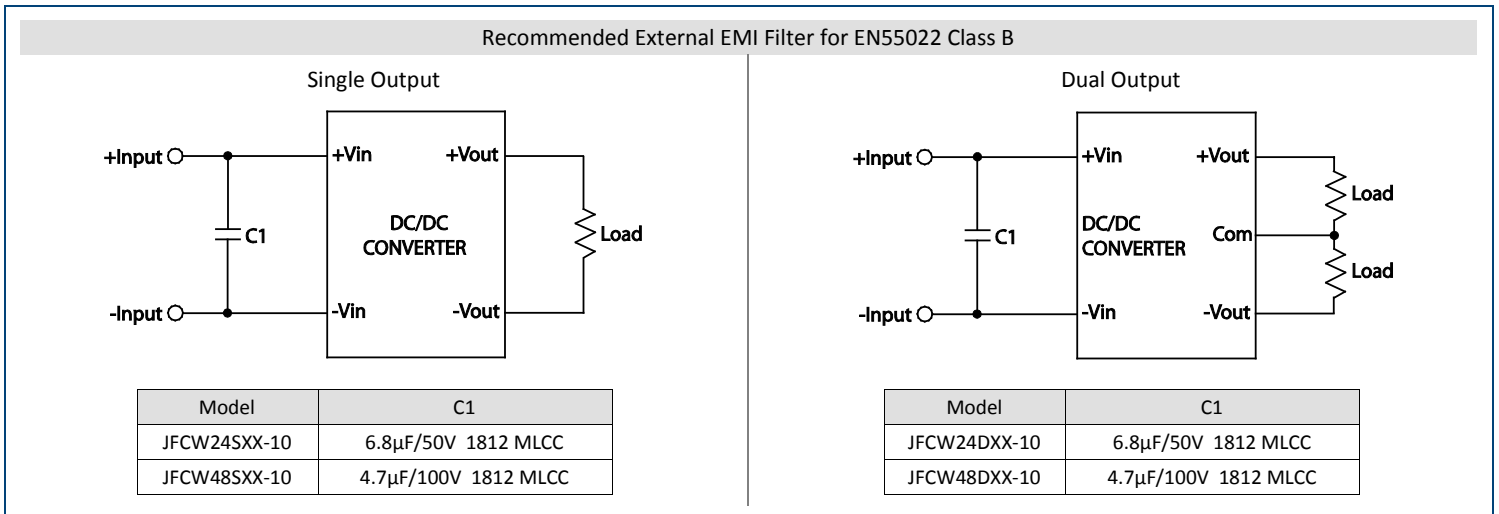 Recommended External EMI Filter for EN55022 Class B
Single Output
+Input
+Vin
+Vout
C1
DC/DC
CONVERTER
Load
-Input
-Vin
-Vout
Model C1
JFCW24SXX-10 6.8µF/50V 1812 MLCC
JFCW48SXX-10 4.7µF/100V 1812 MLCC
Dual Output
+Input
+Vin
+Vout
Load
C1
DC/DC
CONVERTER
Com
Load
-Input
-Vin
-Vout
Model C1
JFCW24DXX-10 6.8µF/50V 1812 MLCC
JFCW48DXX-10 4.7µF/100V 1812 MLCC